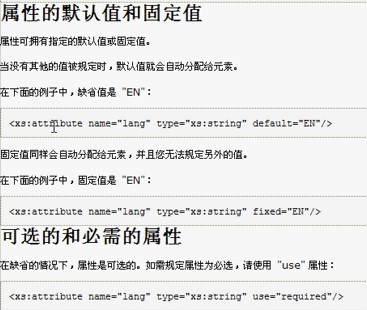 属性的默认值和固定值
属性可拥有指定的默认值或固定值。
当没有其他的值被规定时，默认值就会自动分配给元素。
在下面的例子中，缺省值是 "EN"：
<xs:attribute name="lang" type="xs:string" default="EN"/>
固定值同样会自动分配给元素，并且您无法规定另外的值。
在下面的例子中，固定值是 "EN"：
<xs:attribute name="lang" type="xs:string" fixed="EN"/>
可选的和必需的属性
在缺省的情况下，属性是可选的。如需规定属性为必选，请使用 "use" 属性：
<xs:attribute name="lang" type="xs:string" use="required"/>